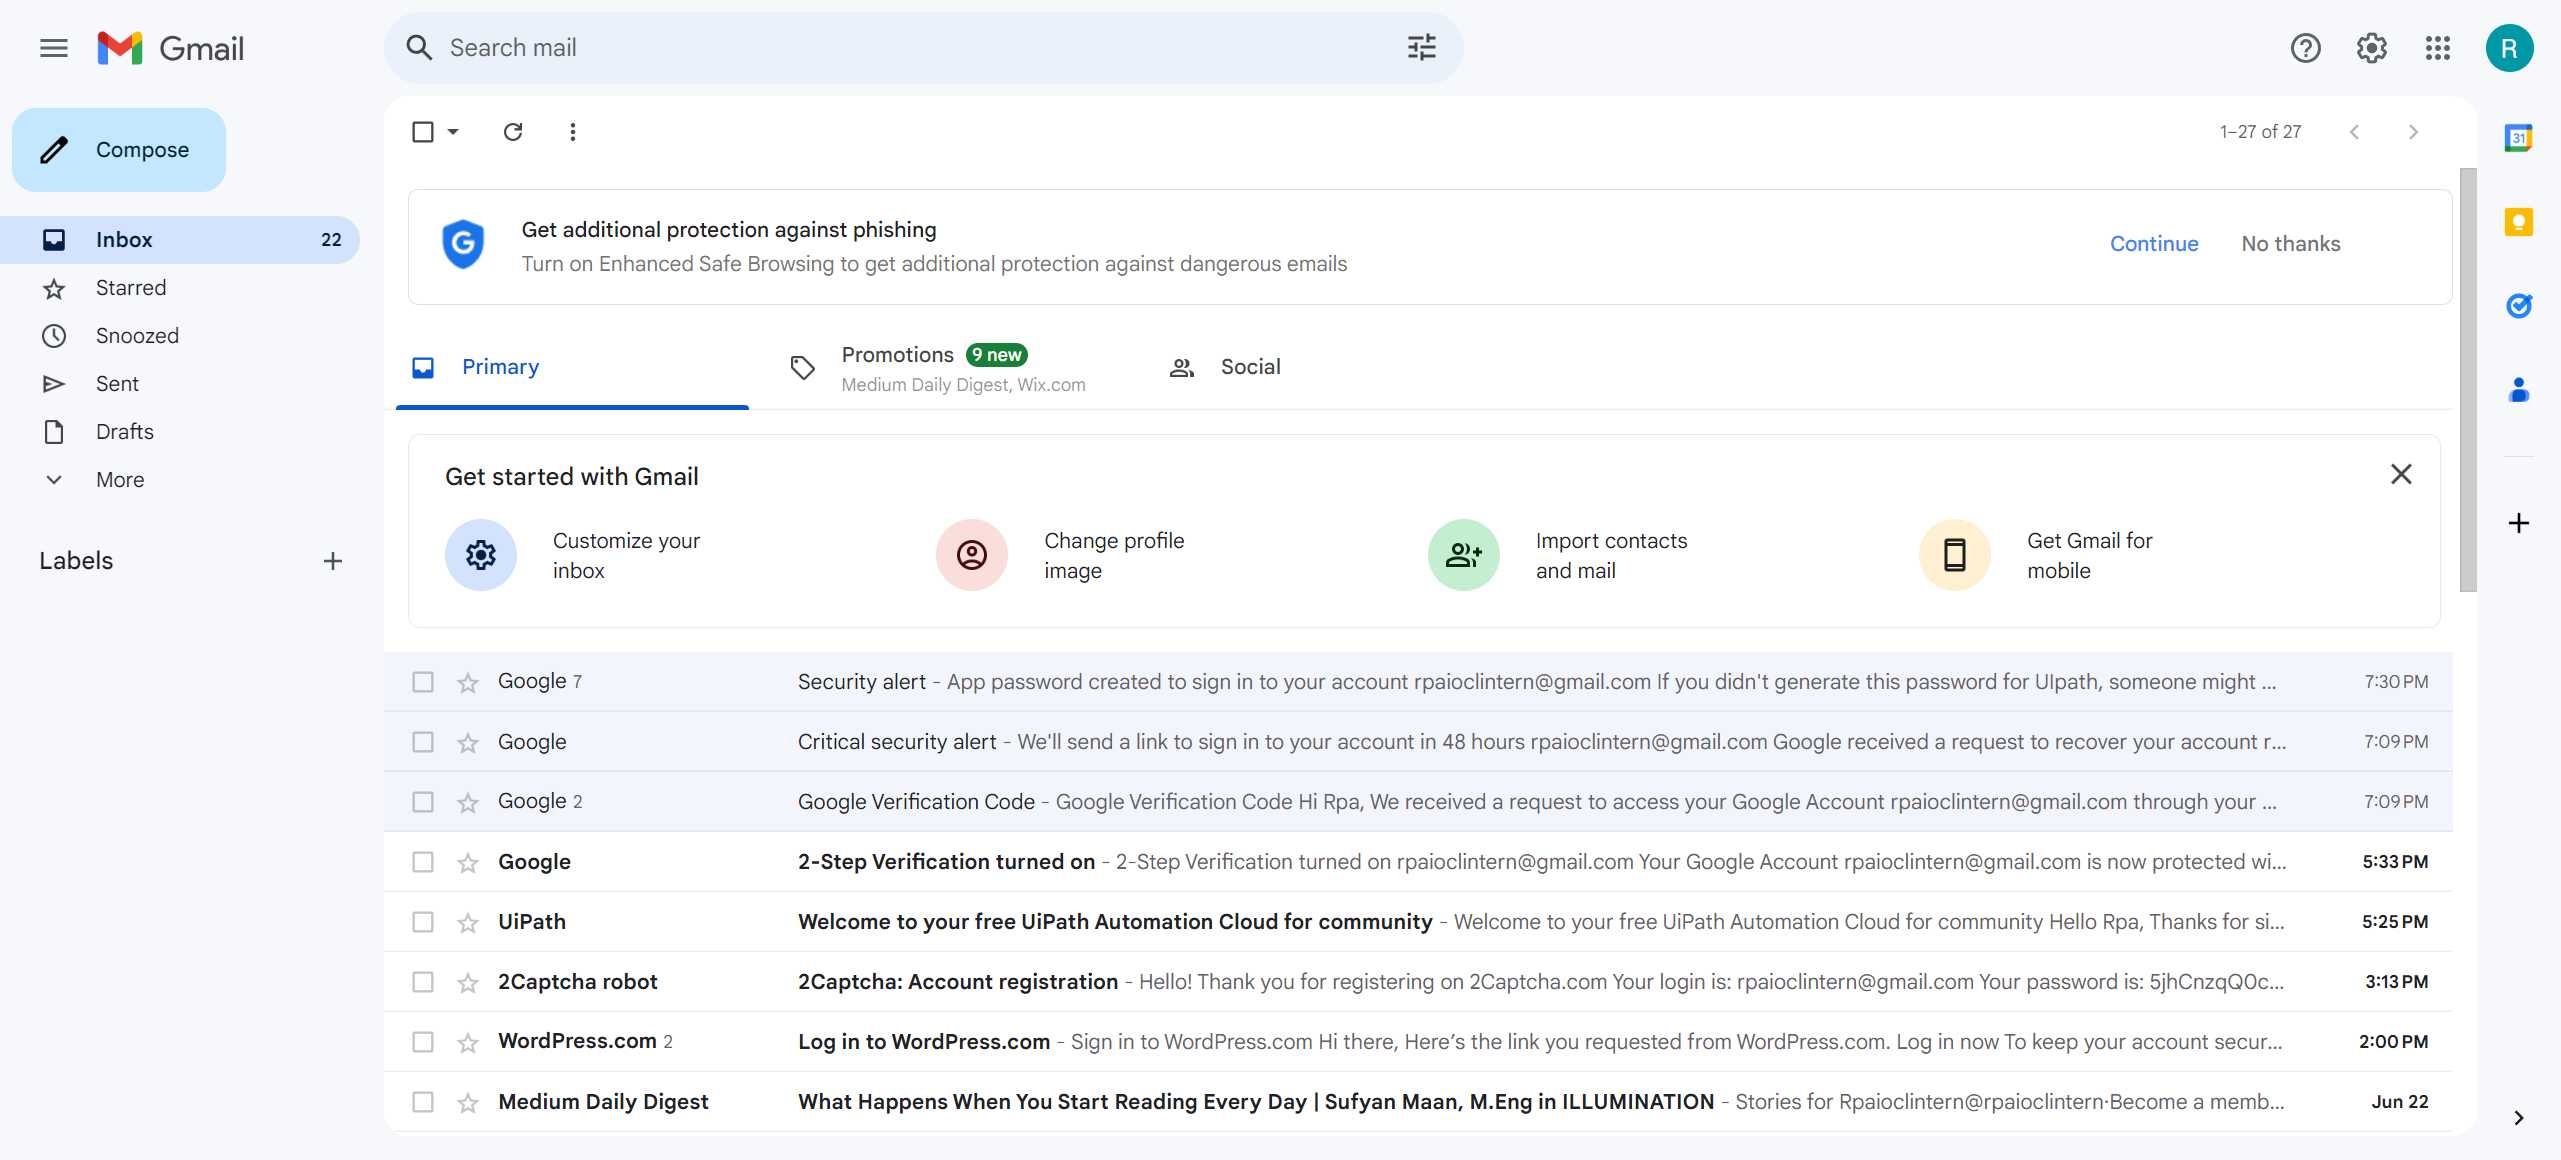 Gmail
Search mail
R
Compose
Inbox 22
Starred
Snoozed
Sent
Drafts
More
Labels
1–27 of 27
31
G
Get additional protection against phishing
Turn on Enhanced Safe Browsing to get additional protection against dangerous emails
Continue
No thanks
Primary
Promotions 9 new
Medium Daily Digest, Wix.com
Social
Get started with Gmail
Customize your
inbox
Change profile
image
Import contacts
and mail
Get Gmail for
mobile
Google 7 Security alert - App password created to sign in to your account rpaioclintern@gmail.com If you didn't generate this password for UIpath, someone might ... 7:30 PM
Google Critical security alert - We'll send a link to sign in to your account in 48 hours rpaioclintern@gmail.com Google received a request to recover your account r... 7:09 PM
Google 2 Google Verification Code - Google Verification Code Hi Rpa, We received a request to access your Google Account rpaioclintern@gmail.com through your ... 7:09 PM
Google 2-Step Verification turned on - 2-Step Verification turned on rpaioclintern@gmail.com Your Google Account rpaioclintern@gmail.com is now protected wi... 5:33 PM
UiPath Welcome to your free UiPath Automation Cloud for community - Welcome to your free UiPath Automation Cloud for community Hello Rpa, Thanks for si... 5:25 PM
2Captcha robot 2Captcha: Account registration - Hello! Thank you for registering on 2Captcha.com Your login is: rpaioclintern@gmail.com Your password is: 5jhCnzqQ0c... 3:13 PM
WordPress.com 2 Log in to WordPress.com - Sign in to WordPress.com Hi there, Here’s the link you requested from WordPress.com. Log in now To keep your account secur... 2:00 PM
Medium Daily Digest What Happens When You Start Reading Every Day | Sufyan Maan, M.Eng in ILLUMINATION - Stories for Rpaioclintern@rpaioclintern·Become a memb... Jun 22